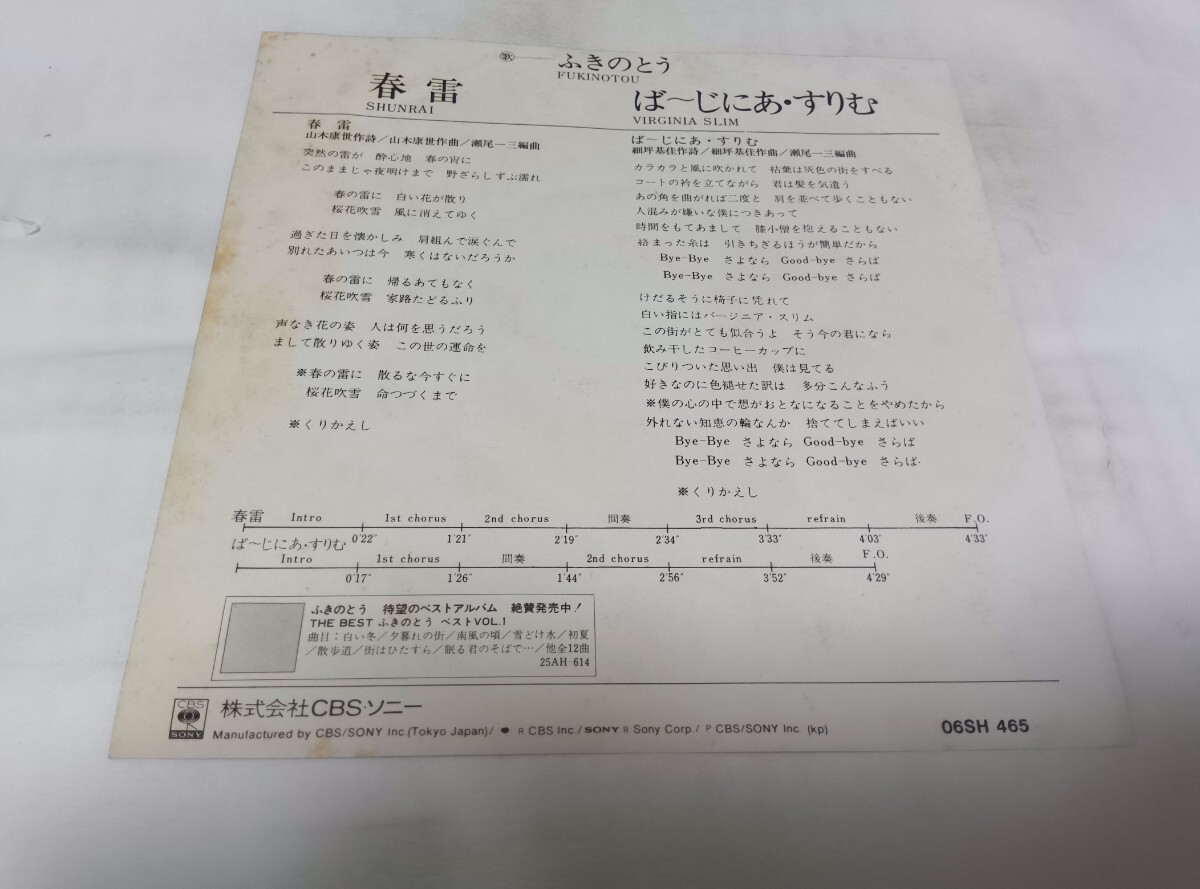 歌 ふきのとう
FUKINOTOU
春雷
SHUNRAI
ば〜じにあ・すりむ
VIRGINIA SLIM
春 雷
山木康世作詩/山木康世作曲/瀬尾一三編曲
突然の雷が 酔心地 春の宵に
このままじゃ夜明けまで 野ざらしずぶ濡れ
春の雷に 白い花が散り
桜花吹雪 風に消えてゆく
過ぎた日を懐かしみ 肩組んで涙ぐんで
別れたあいつは今 寒くはないだろうか
春の雷に 帰るあてもなく
桜花吹雪 家路たどるふり
声なき花の姿 人は何を思うだろう
まして散りゆく姿 この世の運命を
※春の雷に 散るな今すぐに
桜花吹雪 命つづくまで
※くりかえし
ば〜じにあ・すりむ
細坪基佳作詩/細坪基佳作曲/瀬尾一三編曲
カラカラと風に吹かれて 枯葉は灰色の街をすべる
コートの衿を立てながら 君は髪を気遣う
あの角を曲がれば二度と 肩を並べて歩くこともない
人混みが嫌いな僕につきあって
時間をもてあまして 膝小僧を抱えることもない
絡まった糸は 引きちぎるほうが簡単だから
Bye-Bye さよなら Good-bye さらば
Bye-Bye さよなら Good-bye さらば
けだるそうに椅子に凭れて
白い指にはバージニア・スリム
この街がとても似合うよ そう今の君になら
飲み干したコーヒーカップに
こびりついた思い出 僕は見てる
好きなのに色褪せた訳は 多分こんなふう
※僕の心の中で想がおとなになることをやめたから
外れない知恵の輪なんか 捨ててしまえばいい
Bye-Bye さよなら Good-bye さらば
Bye-Bye さよなら Good-bye さらば.
※くりかえし
春雷 Intro 1st chorus 2nd chorus 間奏 3rd chorus refrain 後奏 F.O.
0'22" 1'21" 2'19" 2'34" 3'33" 4'03" 4'33"
ば〜じにあ・すりむ
Intro 1st chorus 間奏 2nd chorus refrain 後奏 F.O.
0'17" 1'26" 1'44" 2'56" 3'52" 4'29"
ふきのとう 待望のベストアルバム 絶賛発売中!
THE BEST ふきのとう ベストVOL.1
曲目:白い冬/夕暮れの街/南風の頃/雪どけ水/初夏
/散歩道/街はひたすら/眠る君のそばで…/他全12曲
25AH-614
CBS
SONY
株式会社CBS・ソニー
Manufactured by CBS/SONY Inc.(Tokyo Japan)/ R CBS Inc./SONY R Sony Corp./ P CBS/SONY Inc. (kp)
06SH 465